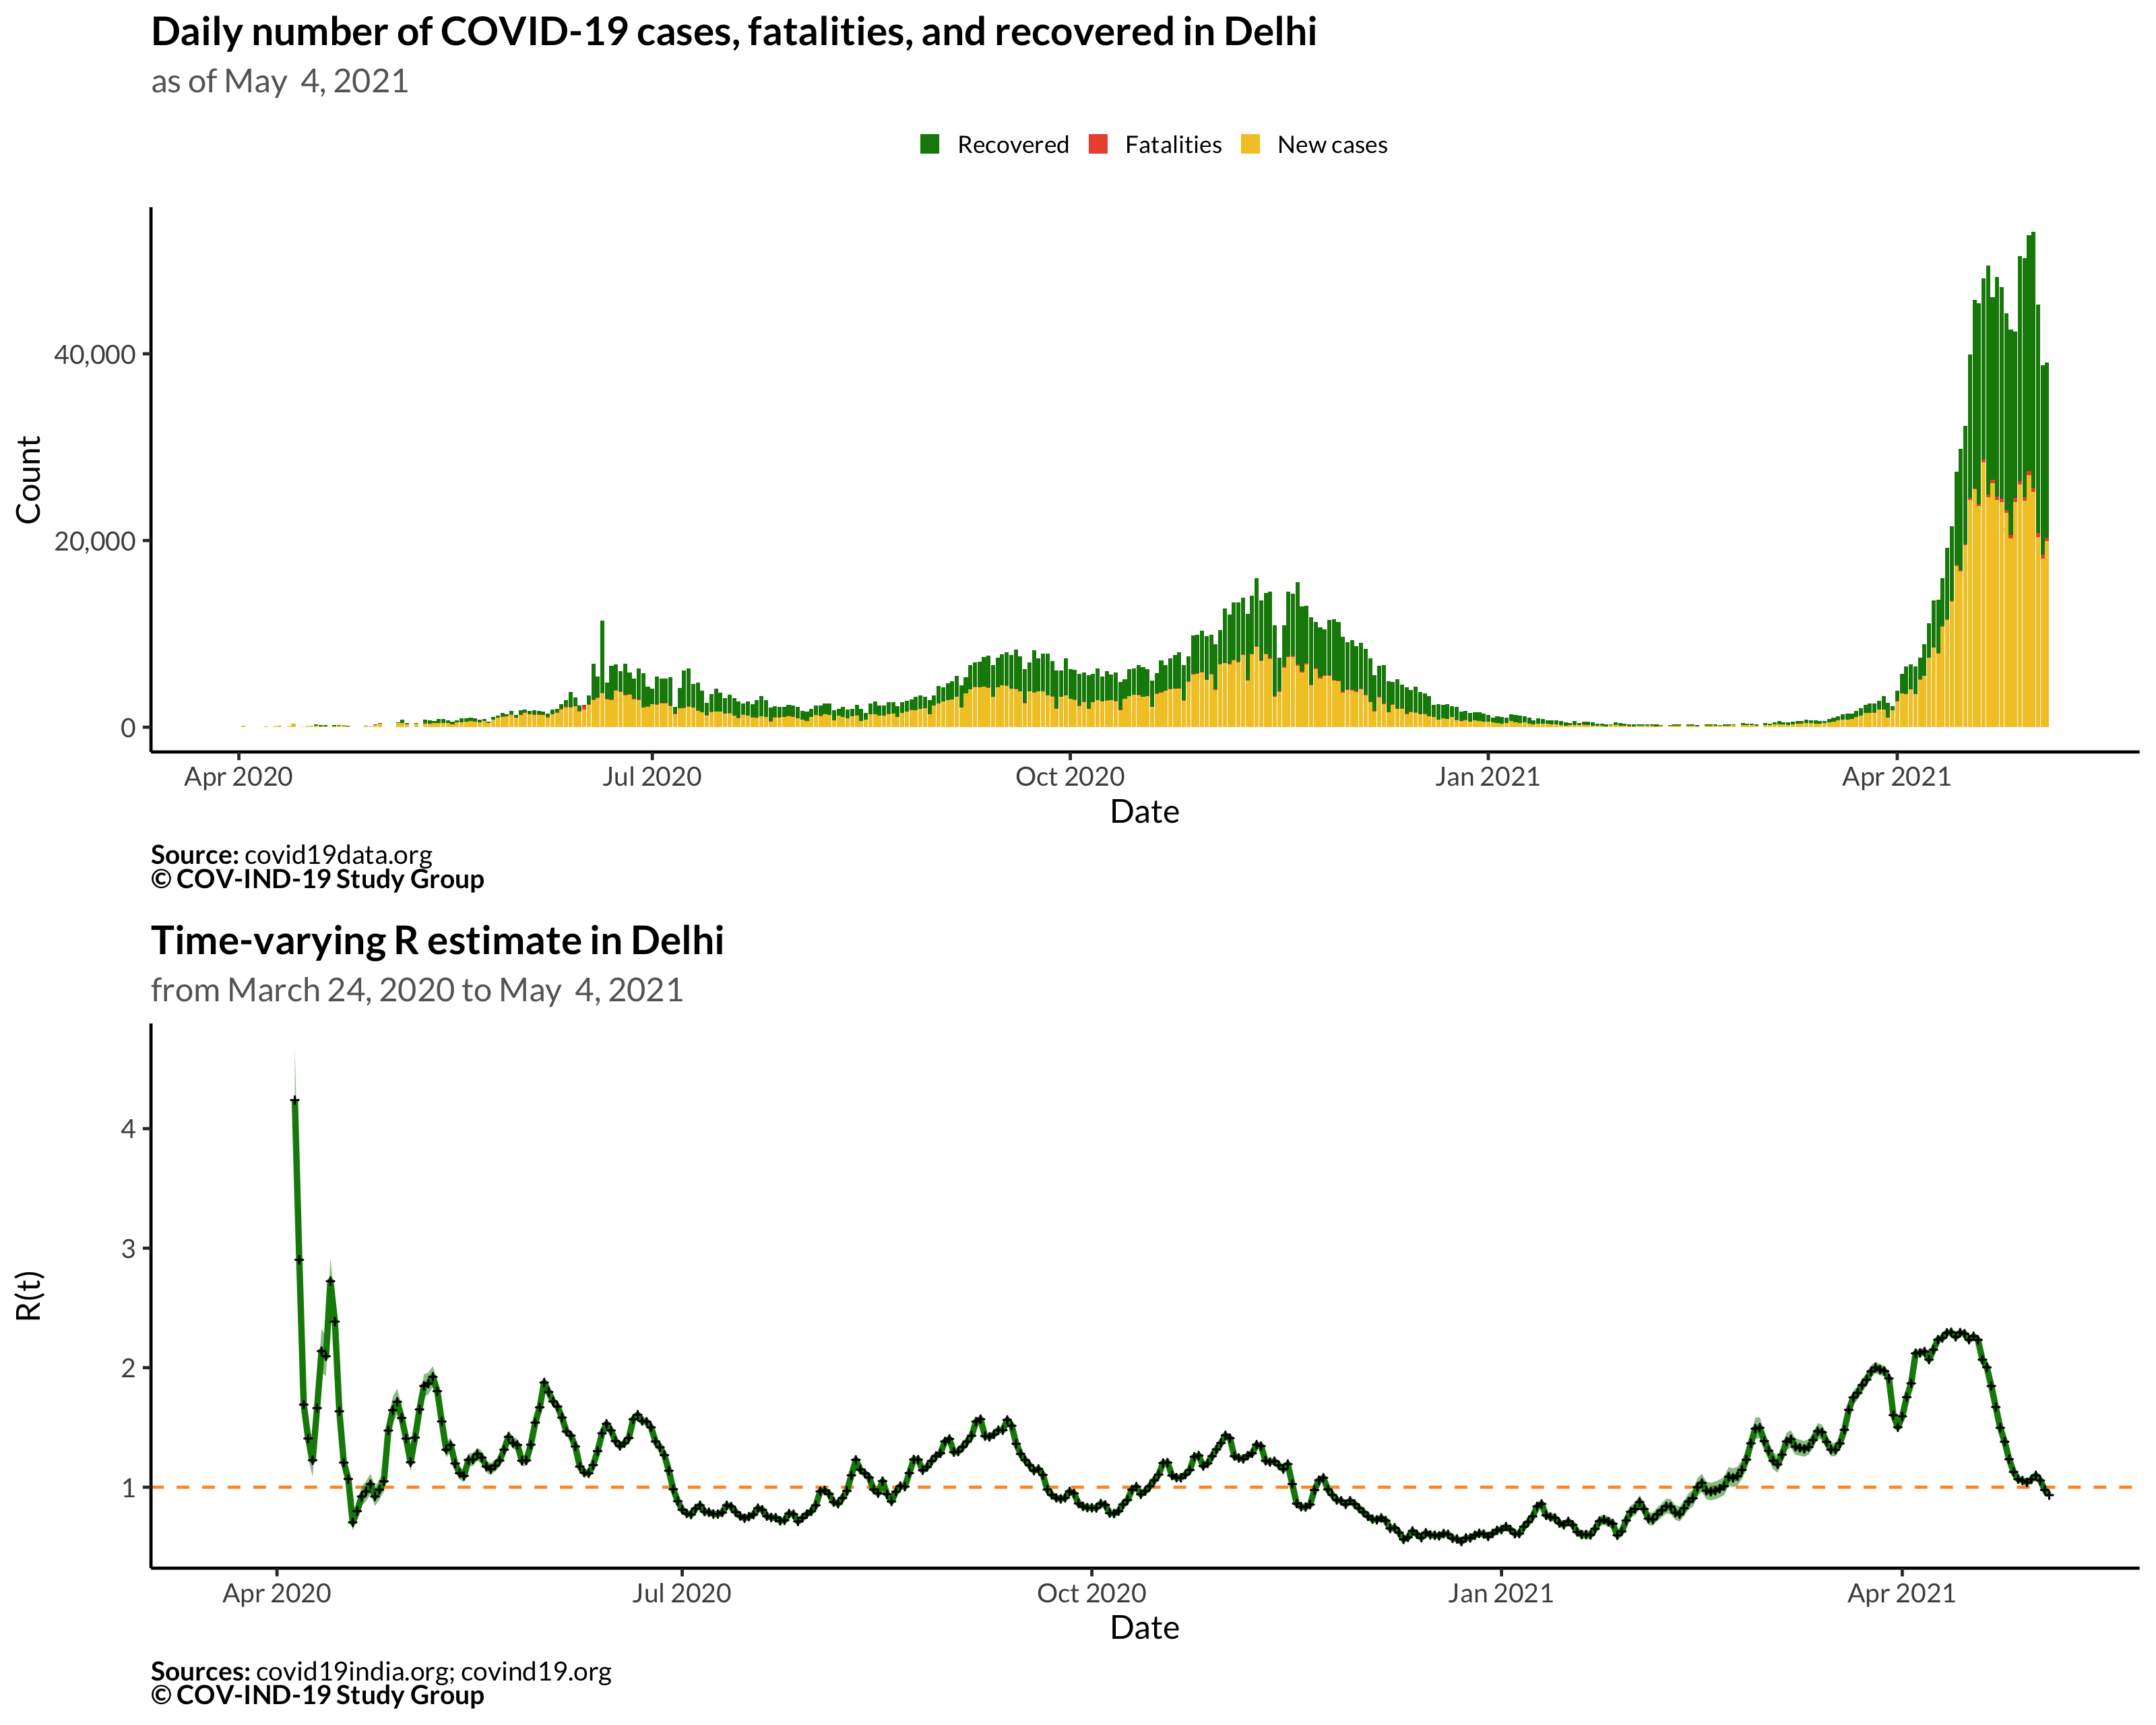 Daily number of COVID-19 cases, fatalities, and recovered in Delhi
as of May  4, 2021
Recovered Fatalities New cases
Count
40,000
20,000
0
Apr 2020 Jul 2020 Oct 2020 Jan 2021 Apr 2021
Date
Source: covid19data.org
© COV-IND-19 Study Group
Time-varying R estimate in Delhi
from March 24, 2020 to May  4, 2021
R(t)
4
3
2
1
Apr 2020 Jul 2020 Oct 2020 Jan 2021 Apr 2021
Date
Sources: covid19india.org; covind19.org
© COV-IND-19 Study Group